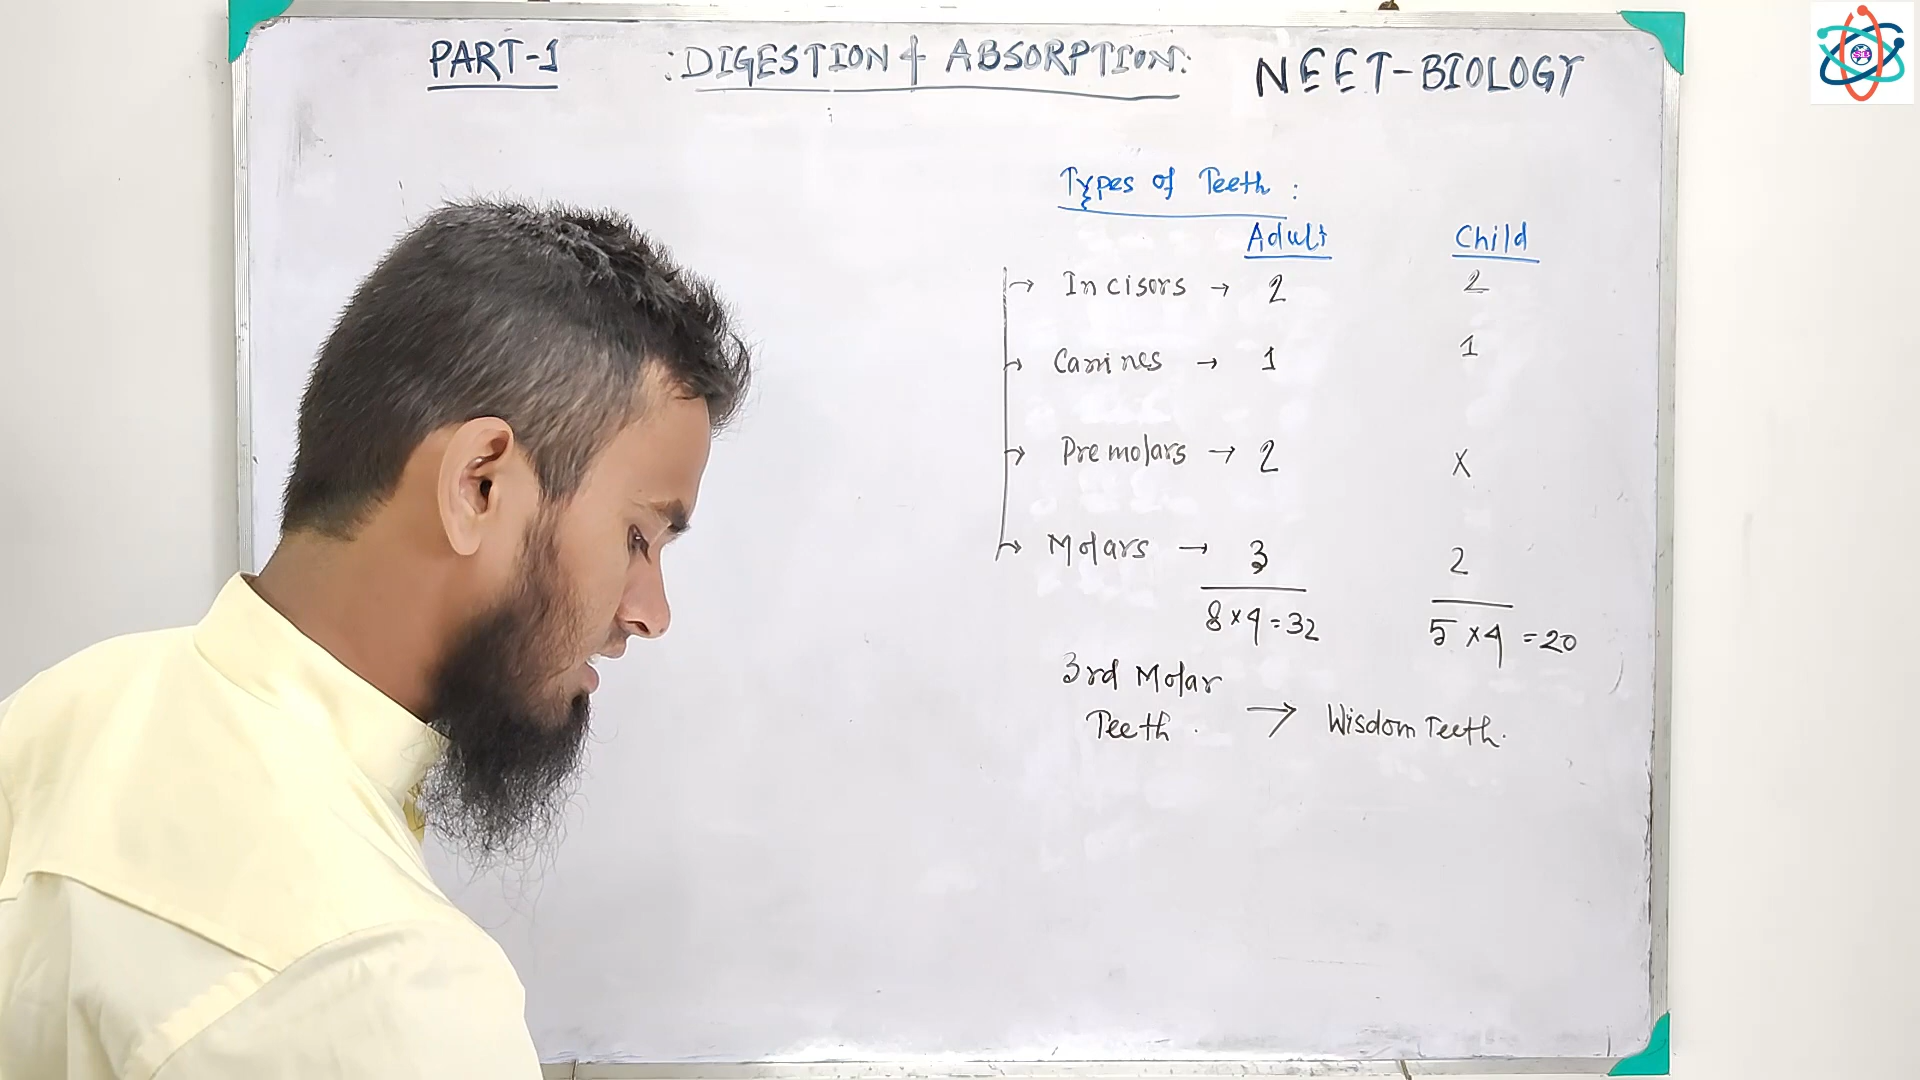 PART-1 :DIGESTION & ABSORPTION: NEET-BIOLOGY
Types of Teeth :
Adult Child
→ Incisors → 2 2
→ Canines → 1 1
→ Premolars → 2 X
→ Molars → 3 2
8×4=32 5×4=20
3rd Molar
Teeth. → Wisdom Teeth.